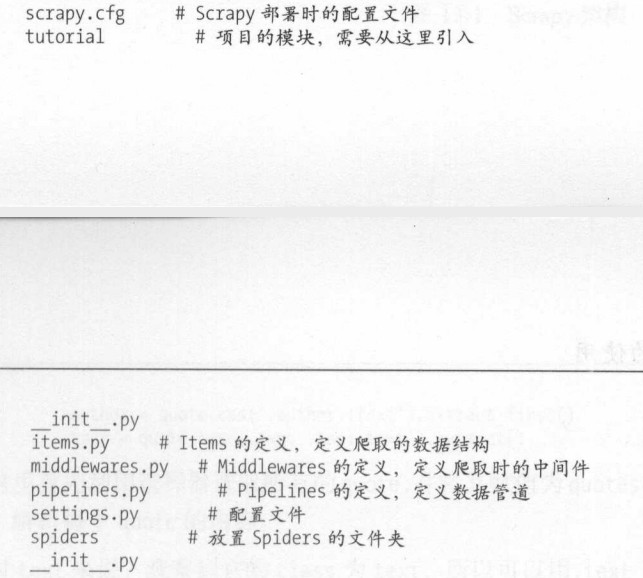 scrapy.cfg # Scrapy 部署时的配置文件
tutorial # 项目的模块，需要从这里引入
的使用
__init__.py
items.py # Items 的定义，定义爬取的数据结构
middlewares.py # Middlewares 的定义，定义爬取时的中间件
pipelines.py # Pipelines 的定义，定义数据管道
settings.py # 配置文件
spiders # 放置 Spiders 的文件夹
__init__.py